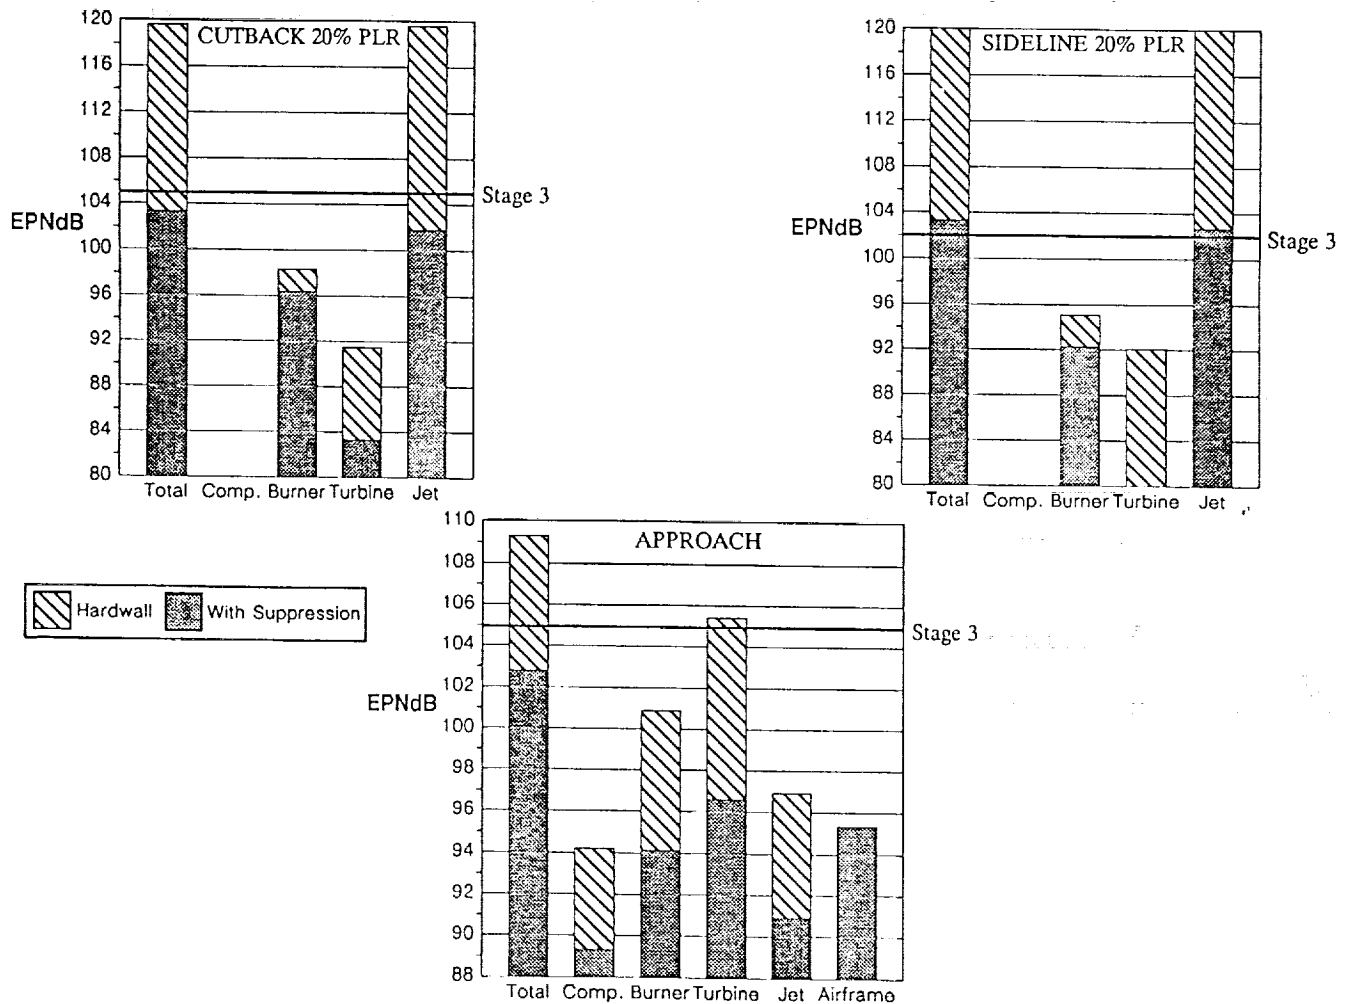 CUTBACK 20% PLR
120
116
112
108
104
100
96
92
88
84
80
EPNdB
Stage 3
Total Comp. Burner Turbine Jet
SIDELINE 20% PLR
120
116
112
108
104
100
96
92
88
84
80
EPNdB
Stage 3
Total Comp. Burner Turbine Jet
Hardwall With Suppression
APPROACH
110
108
106
104
102
100
98
96
94
92
90
88
EPNdB
Stage 3
Total Comp. Burner Turbine Jet Airframe